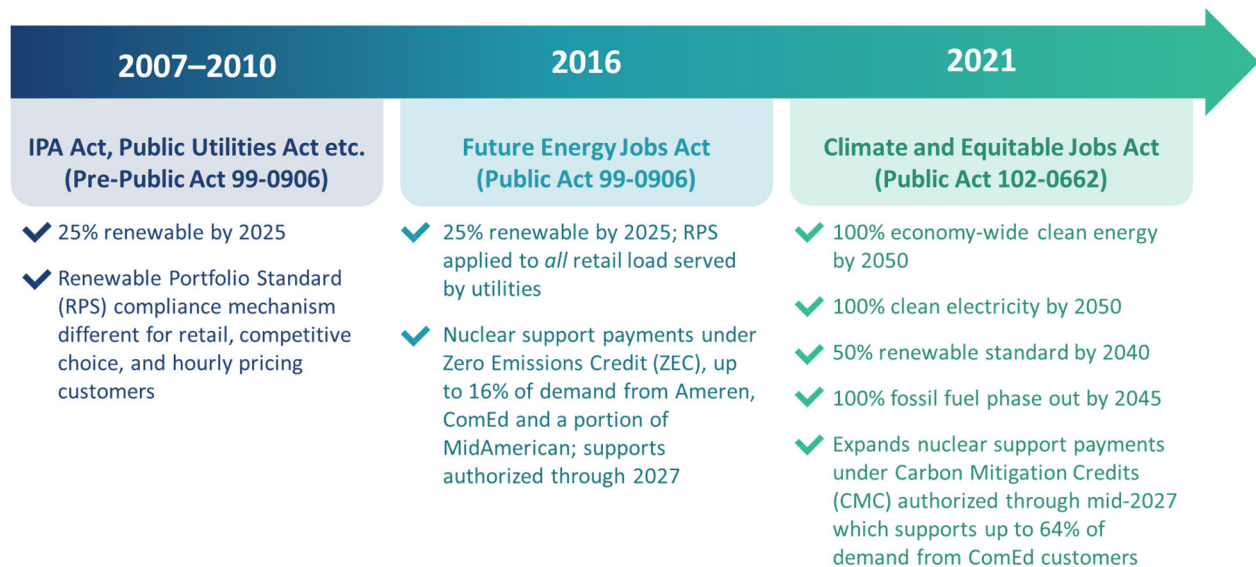 2007–2010
IPA Act, Public Utilities Act etc.
(Pre-Public Act 99-0906)
25% renewable by 2025
Renewable Portfolio Standard
(RPS) compliance mechanism
different for retail, competitive
choice, and hourly pricing
customers
2016
Future Energy Jobs Act
(Public Act 99-0906)
25% renewable by 2025; RPS
applied to all retail load served
by utilities
Nuclear support payments under
Zero Emissions Credit (ZEC), up
to 16% of demand from Ameren,
ComEd and a portion of
MidAmerican; supports
authorized through 2027
2021
Climate and Equitable Jobs Act
(Public Act 102-0662)
100% economy-wide clean energy
by 2050
100% clean electricity by 2050
50% renewable standard by 2040
100% fossil fuel phase out by 2045
Expands nuclear support payments
under Carbon Mitigation Credits
(CMC) authorized through mid-2027
which supports up to 64% of
demand from ComEd customers